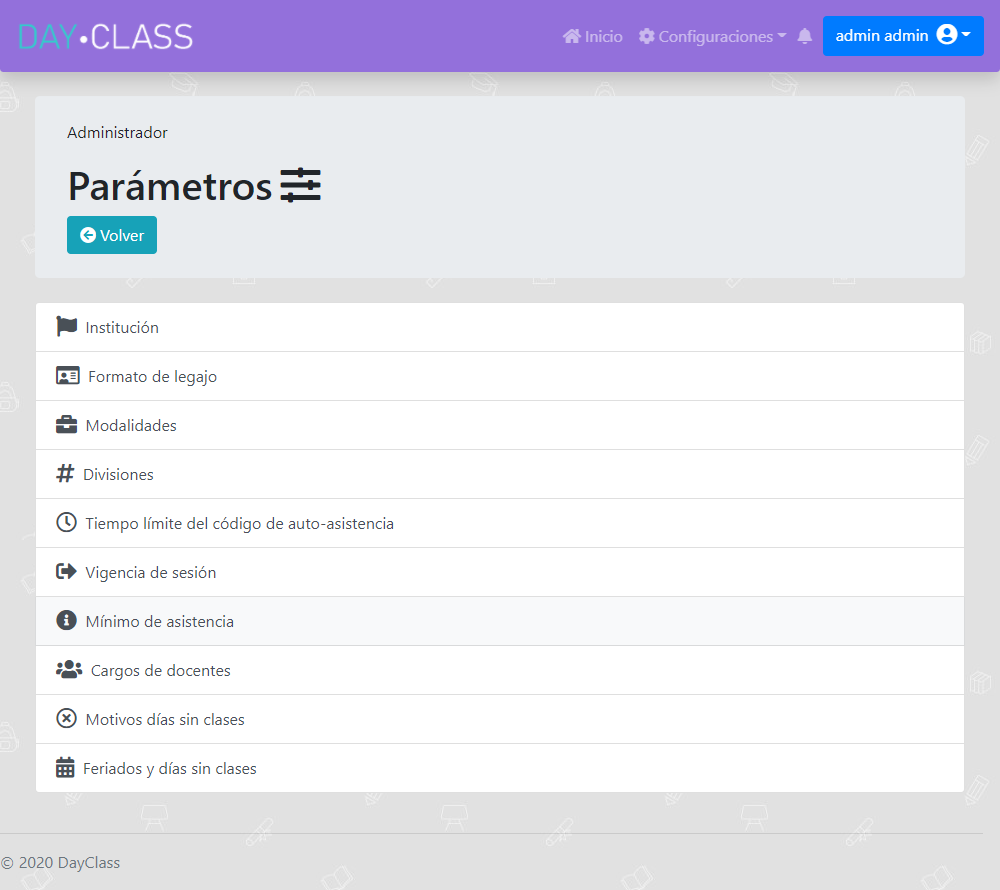 DAY•CLASS
Inicio
Configuraciones
admin admin
Administrador
Parámetros
Volver
Institución
Formato de legajo
Modalidades
Divisiones
Tiempo límite del código de auto-asistencia
Vigencia de sesión
Mínimo de asistencia
Cargos de docentes
Motivos días sin clases
Feriados y días sin clases
© 2020 DayClass